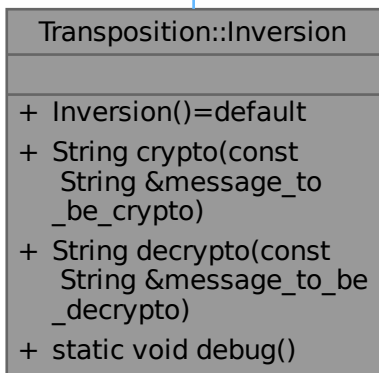 Transposition::Inversion
+ Inversion()=default
+ String crypto(const
String &message_to
_be_crypto)
+ String decrypto(const
String &message_to_be
_decrypto)
+ static void debug()